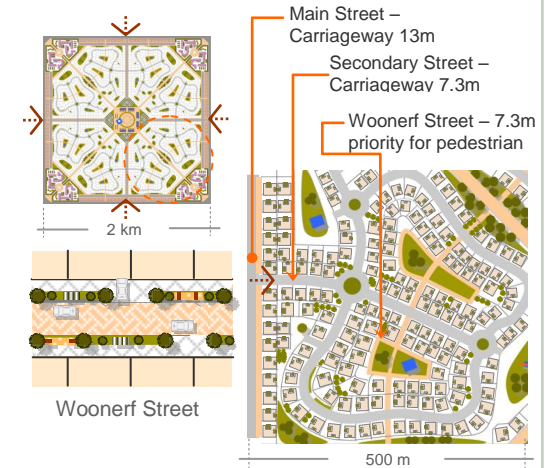 Main Street –
Carriageway 13m
Secondary Street –
Carriageway 7.3m
Woonerf Street – 7.3m
priority for pedestrian
2 km
Woonerf Street
500 m